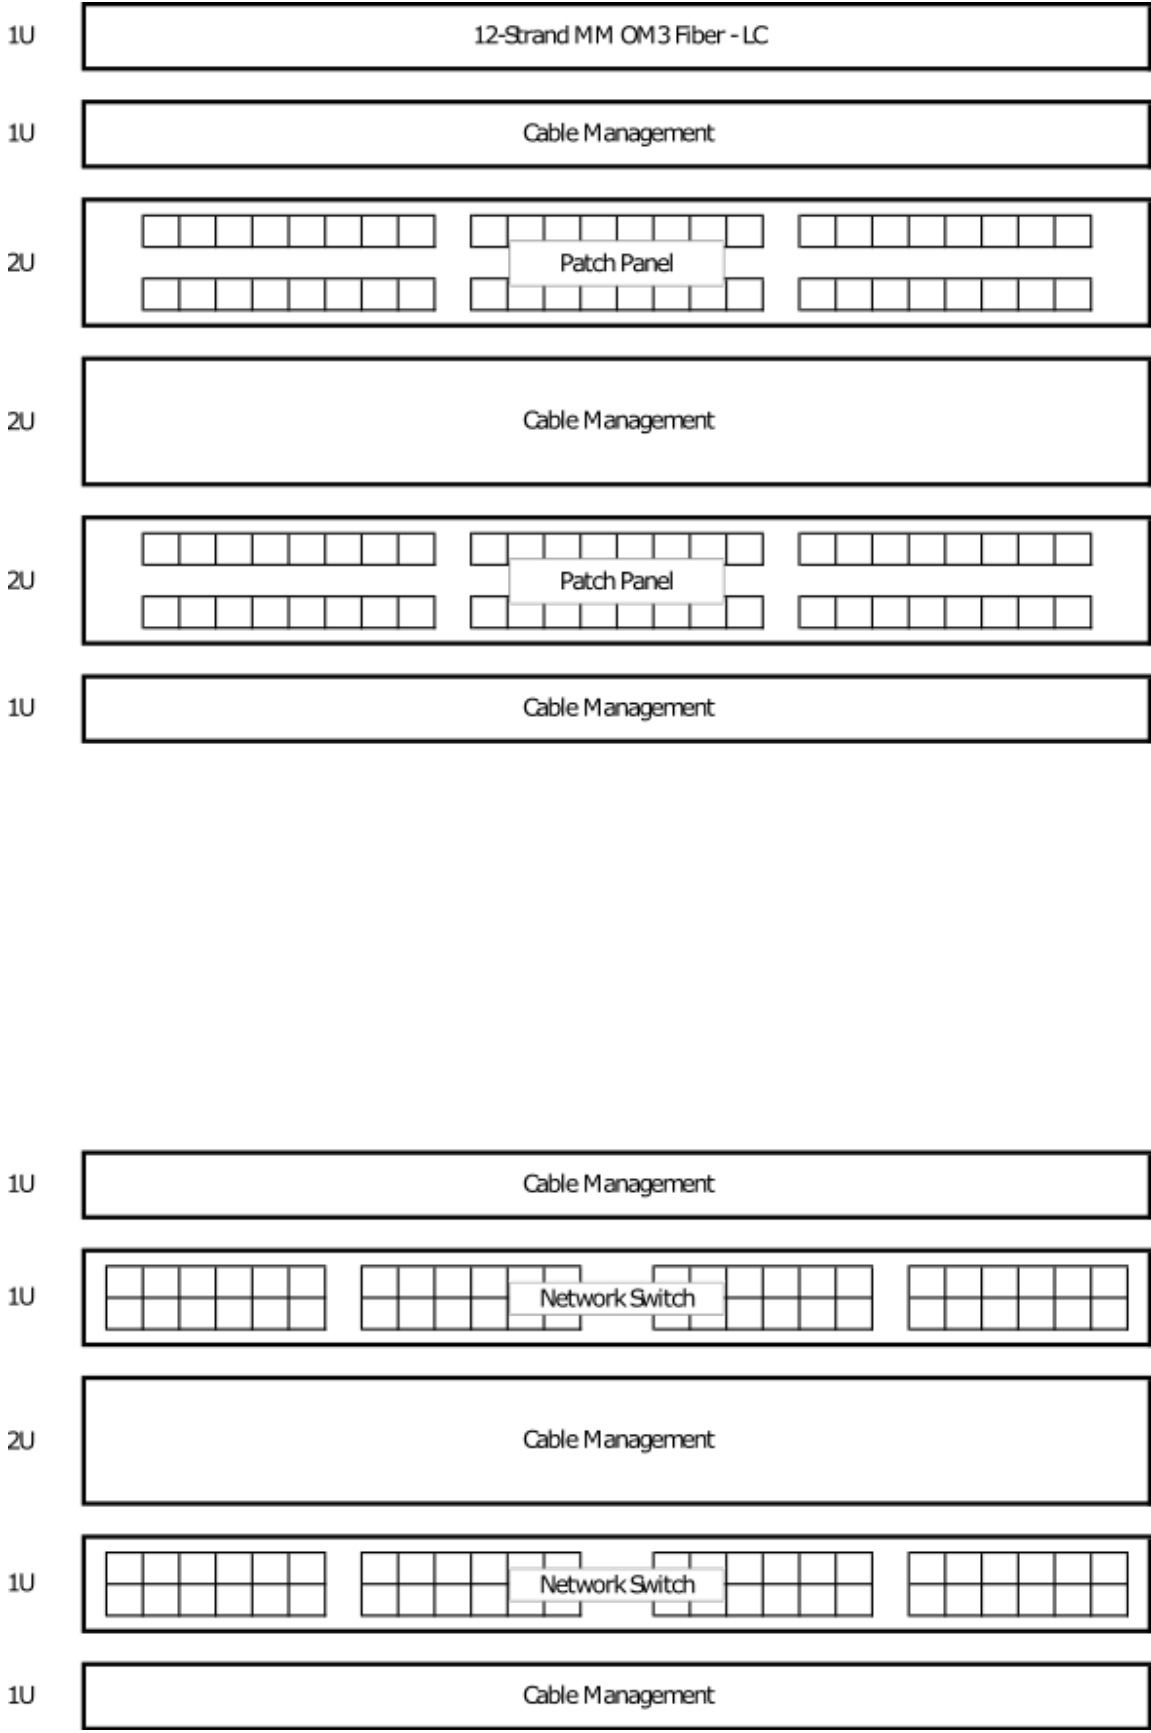 1U
12-Strand MM OM3 Fiber - LC
1U
Cable Management
2U
Patch Panel
2U
Cable Management
2U
Patch Panel
1U
Cable Management
1U
Cable Management
1U
Network Switch
2U
Cable Management
1U
Network Switch
1U
Cable Management